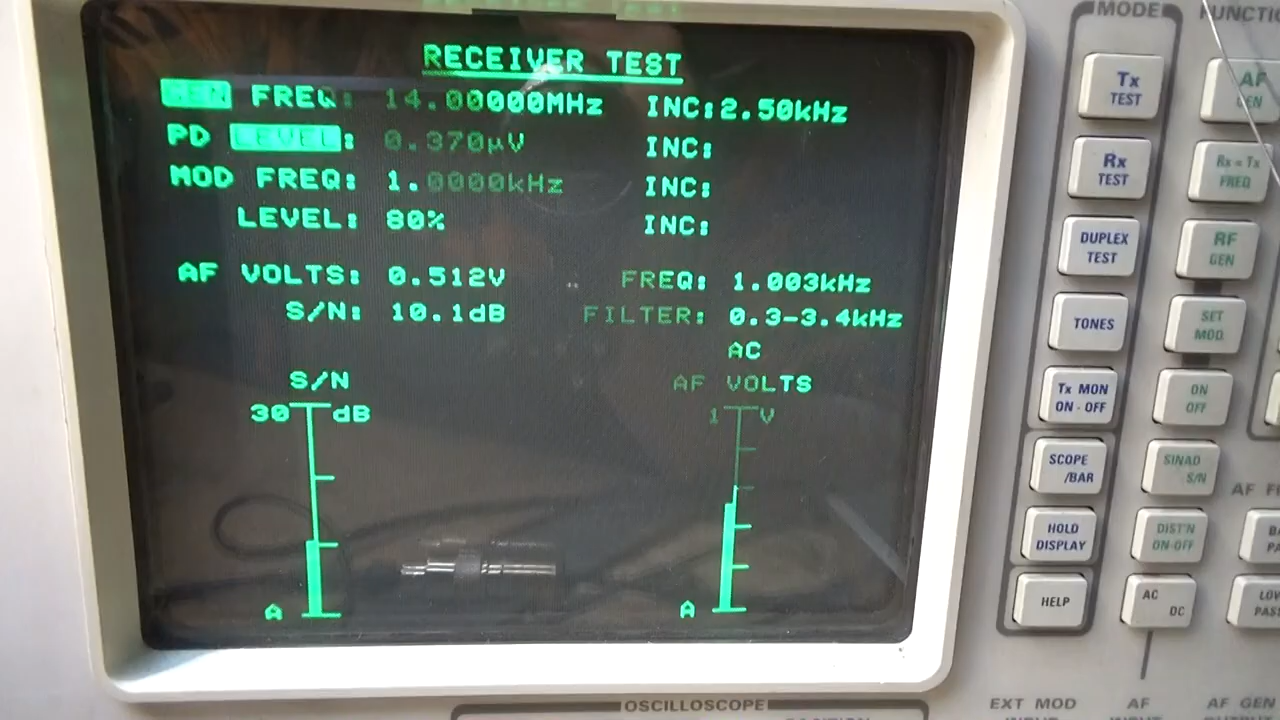 RECEIVER TEST
GEN FREQ: 14.00000MHz INC:2.50kHz
PD LEVEL: 0.370µV INC:
MOD FREQ: 1.0000kHz INC:
LEVEL: 80% INC:
AF VOLTS: 0.512V FREQ: 1.003kHz
S/N: 10.1dB FILTER: 0.3-3.4kHz
AC
S/N AF VOLTS
30 dB 1 V
A A
MODE
Tx TEST
Rx TEST
DUPLEX TEST
TONES
Tx MON ON-OFF
SCOPE /BAR
HOLD DISPLAY
HELP
AF GEN
Rx = Tx FREQ
RF GEN
SET MOD
ON OFF
SINAD S/N
DIST'N ON-OFF
AC DC
OSCILLOSCOPE
EXT MOD
AF
AF GEN